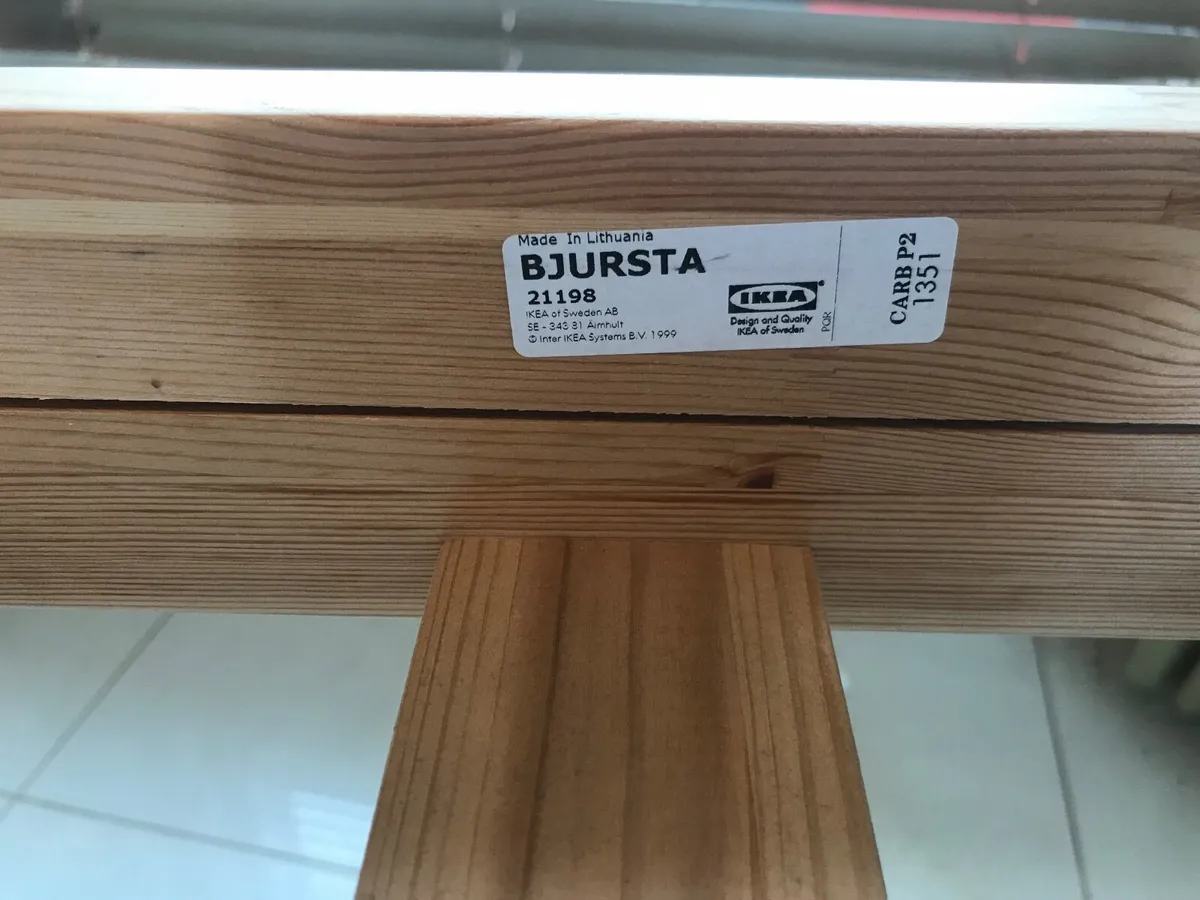 Made In Lithuania
BJURSTA
21198
IKEA of Sweden AB
SE - 343 81 Älmhult
© Inter IKEA Systems B.V. 1999
IKEA®
Design and Quality
IKEA of Sweden
PQR
CARB P2
1351